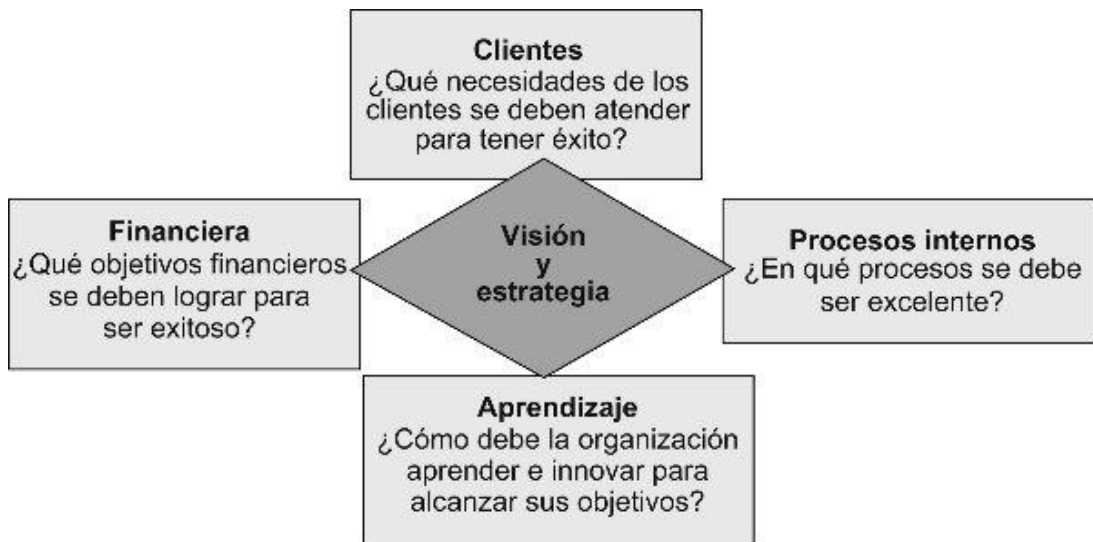 Clientes
¿Qué necesidades de los
clientes se deben atender
para tener éxito?
Financiera
¿Qué objetivos financieros
se deben lograr para
ser exitoso?
Visión
y
estrategia
Procesos internos
¿En qué procesos se debe
ser excelente?
Aprendizaje
¿Cómo debe la organización
aprender e innovar para
alcanzar sus objetivos?